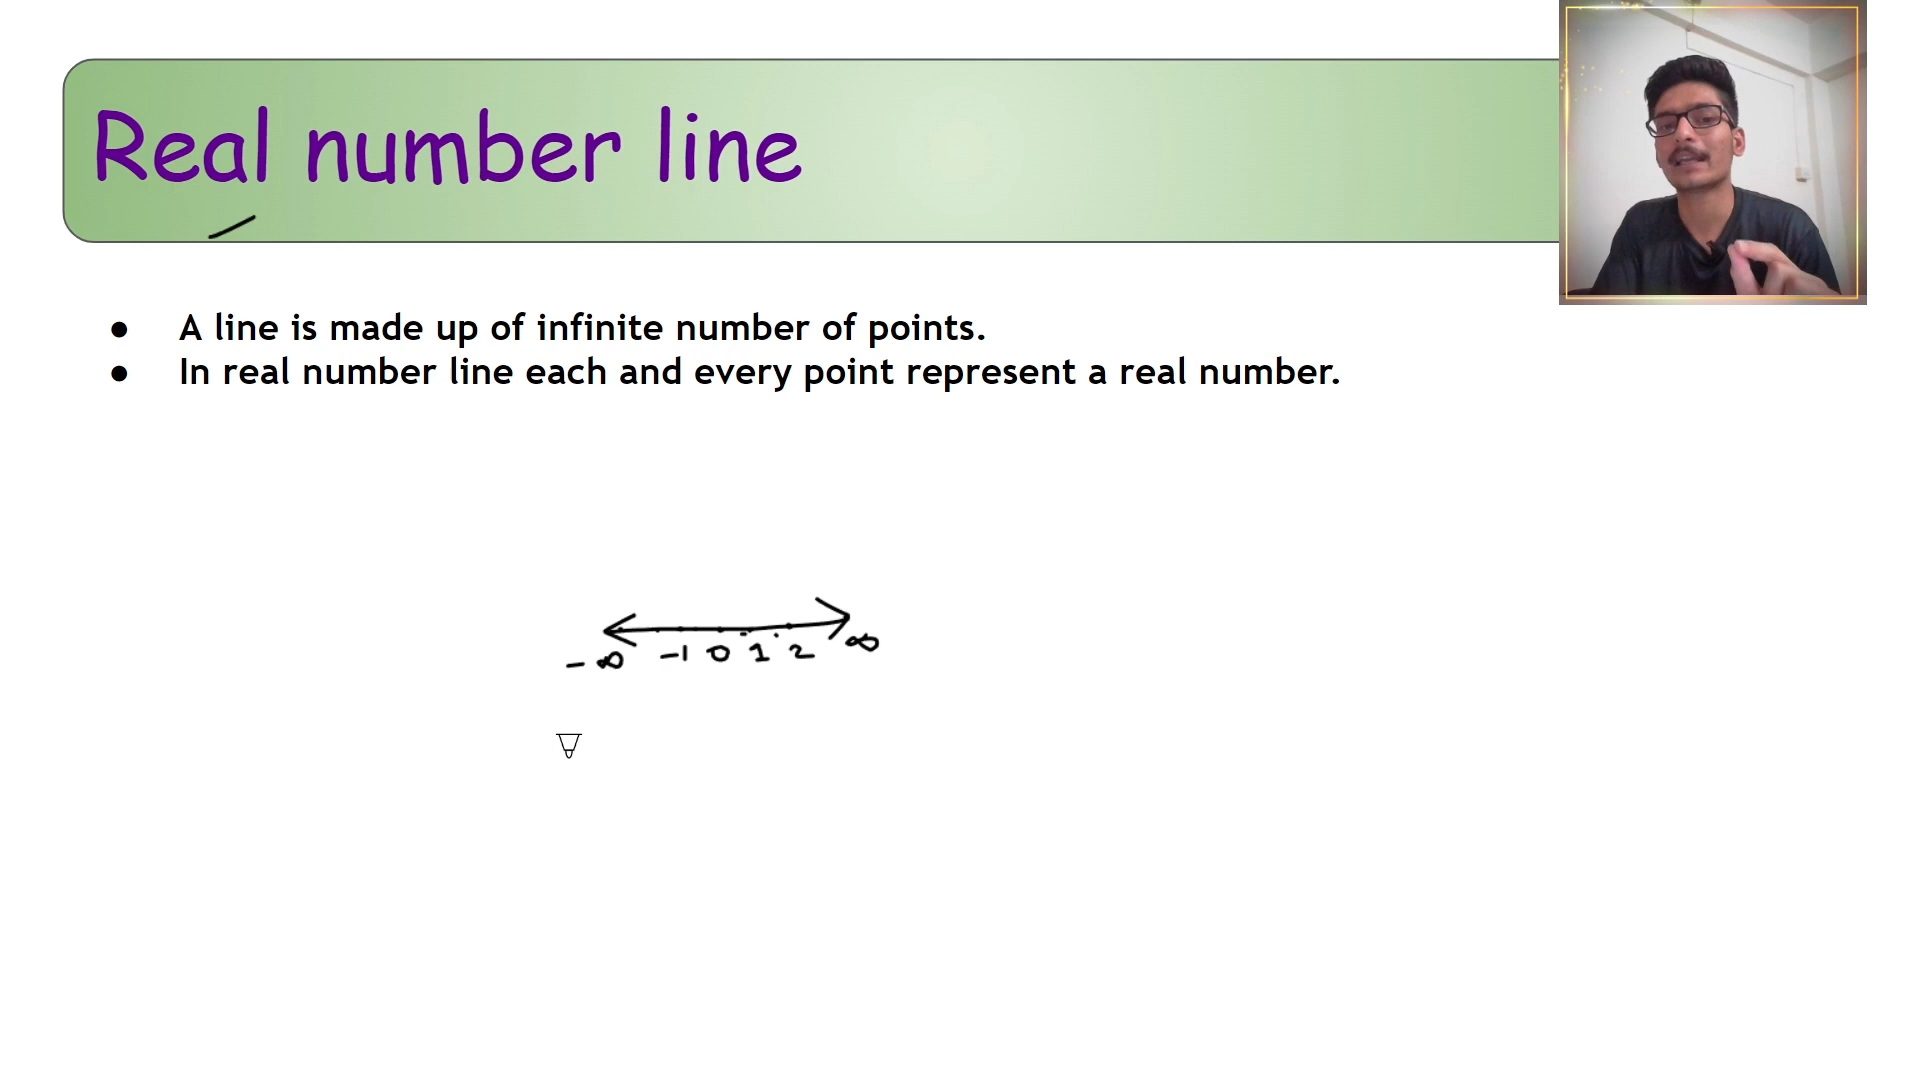 Real number line
● A line is made up of infinite number of points.
● In real number line each and every point represent a real number.
-∞ -1 0 1 2 ∞